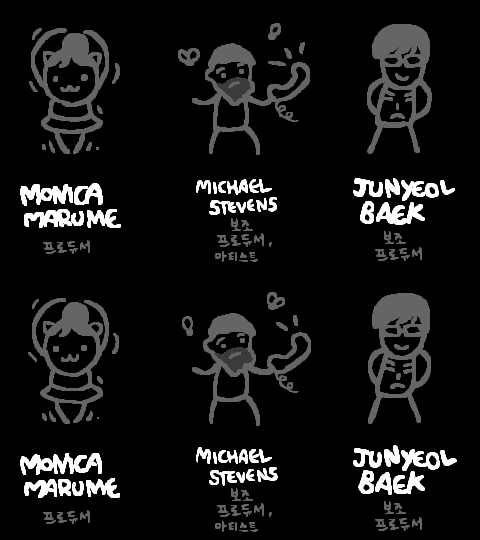 MONICA
MARUME
프로듀서
MICHAEL
STEVENS
보조
프로듀서,
마티스트
JUNYEOL
BAEK
보조
프로듀서
MONICA
MARUME
프로듀서
MICHAEL
STEVENS
보조
프로듀서,
마티스트
JUNYEOL
BAEK
보조
프로듀서